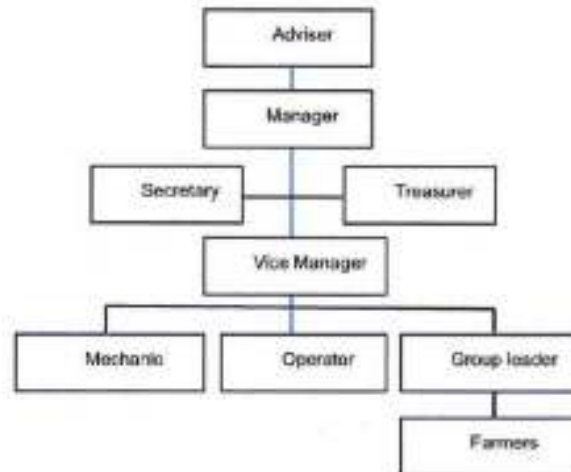 Adviser
Manager
Secretary
Treasurer
Vice Manager
Mechanic
Operator
Group leader
Farmers